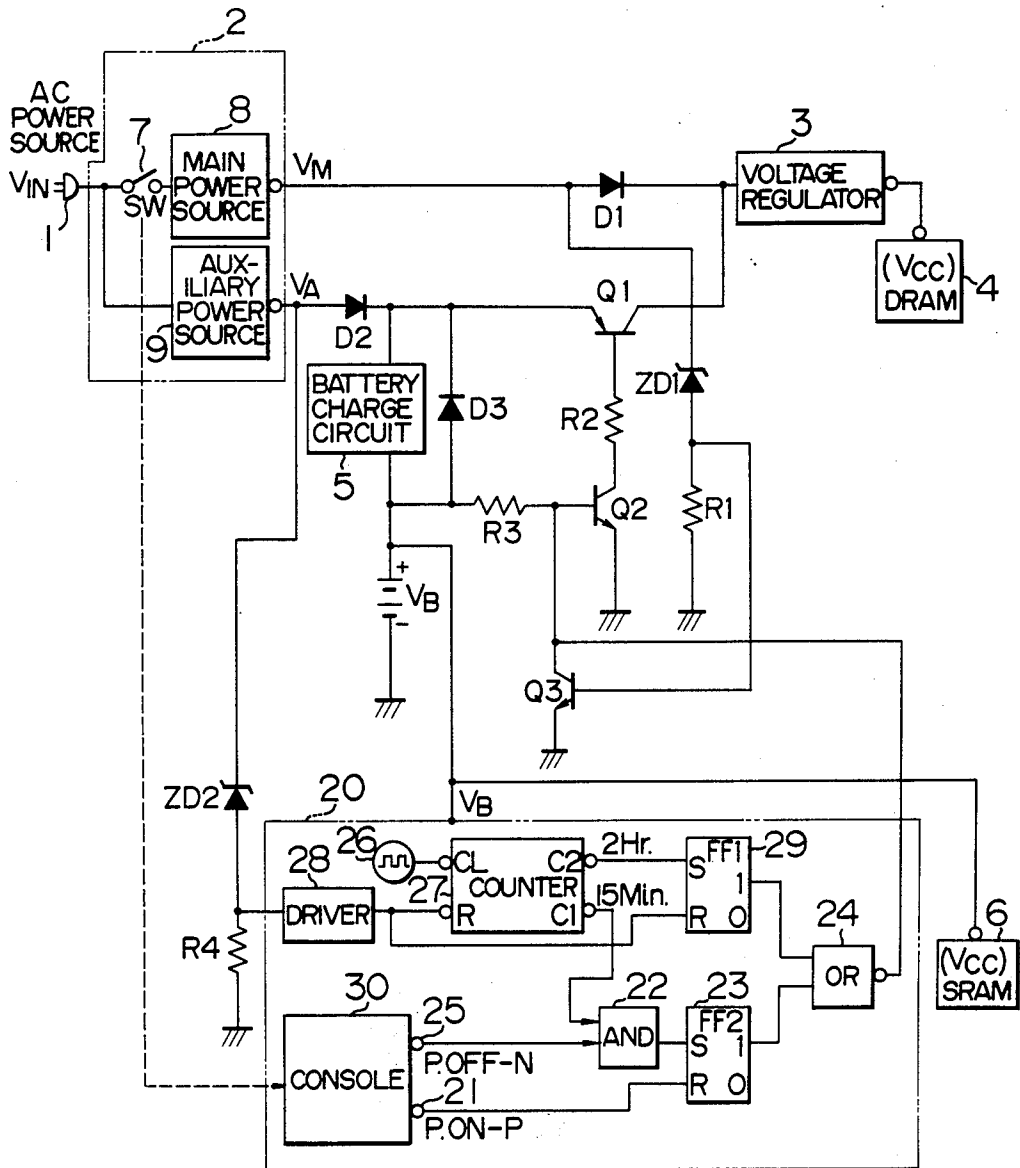 2
AC
POWER
SOURCE
7
8
3
VIN
MAIN
POWER
SOURCE
VM
VOLTAGE
REGULATOR
SW
1
D1
(VCC)
DRAM
4
AUX-
ILIARY
POWER
SOURCE
9
VA
D2
Q1
BATTERY
CHARGE
CIRCUIT
5
D3
R2
ZD1
R3
Q2
R1
+
VB
-
Q3
ZD2
20
VB
26
CL
C2
2Hr.
S
FF1
1
29
28
27
COUNTER
15Min.
DRIVER
R
C1
R
0
24
6
R4
OR
(VCC)
SRAM
30
25
22
23
AND
FF2
S
1
CONSOLE
P.OFF-N
21
R
0
P.ON-P